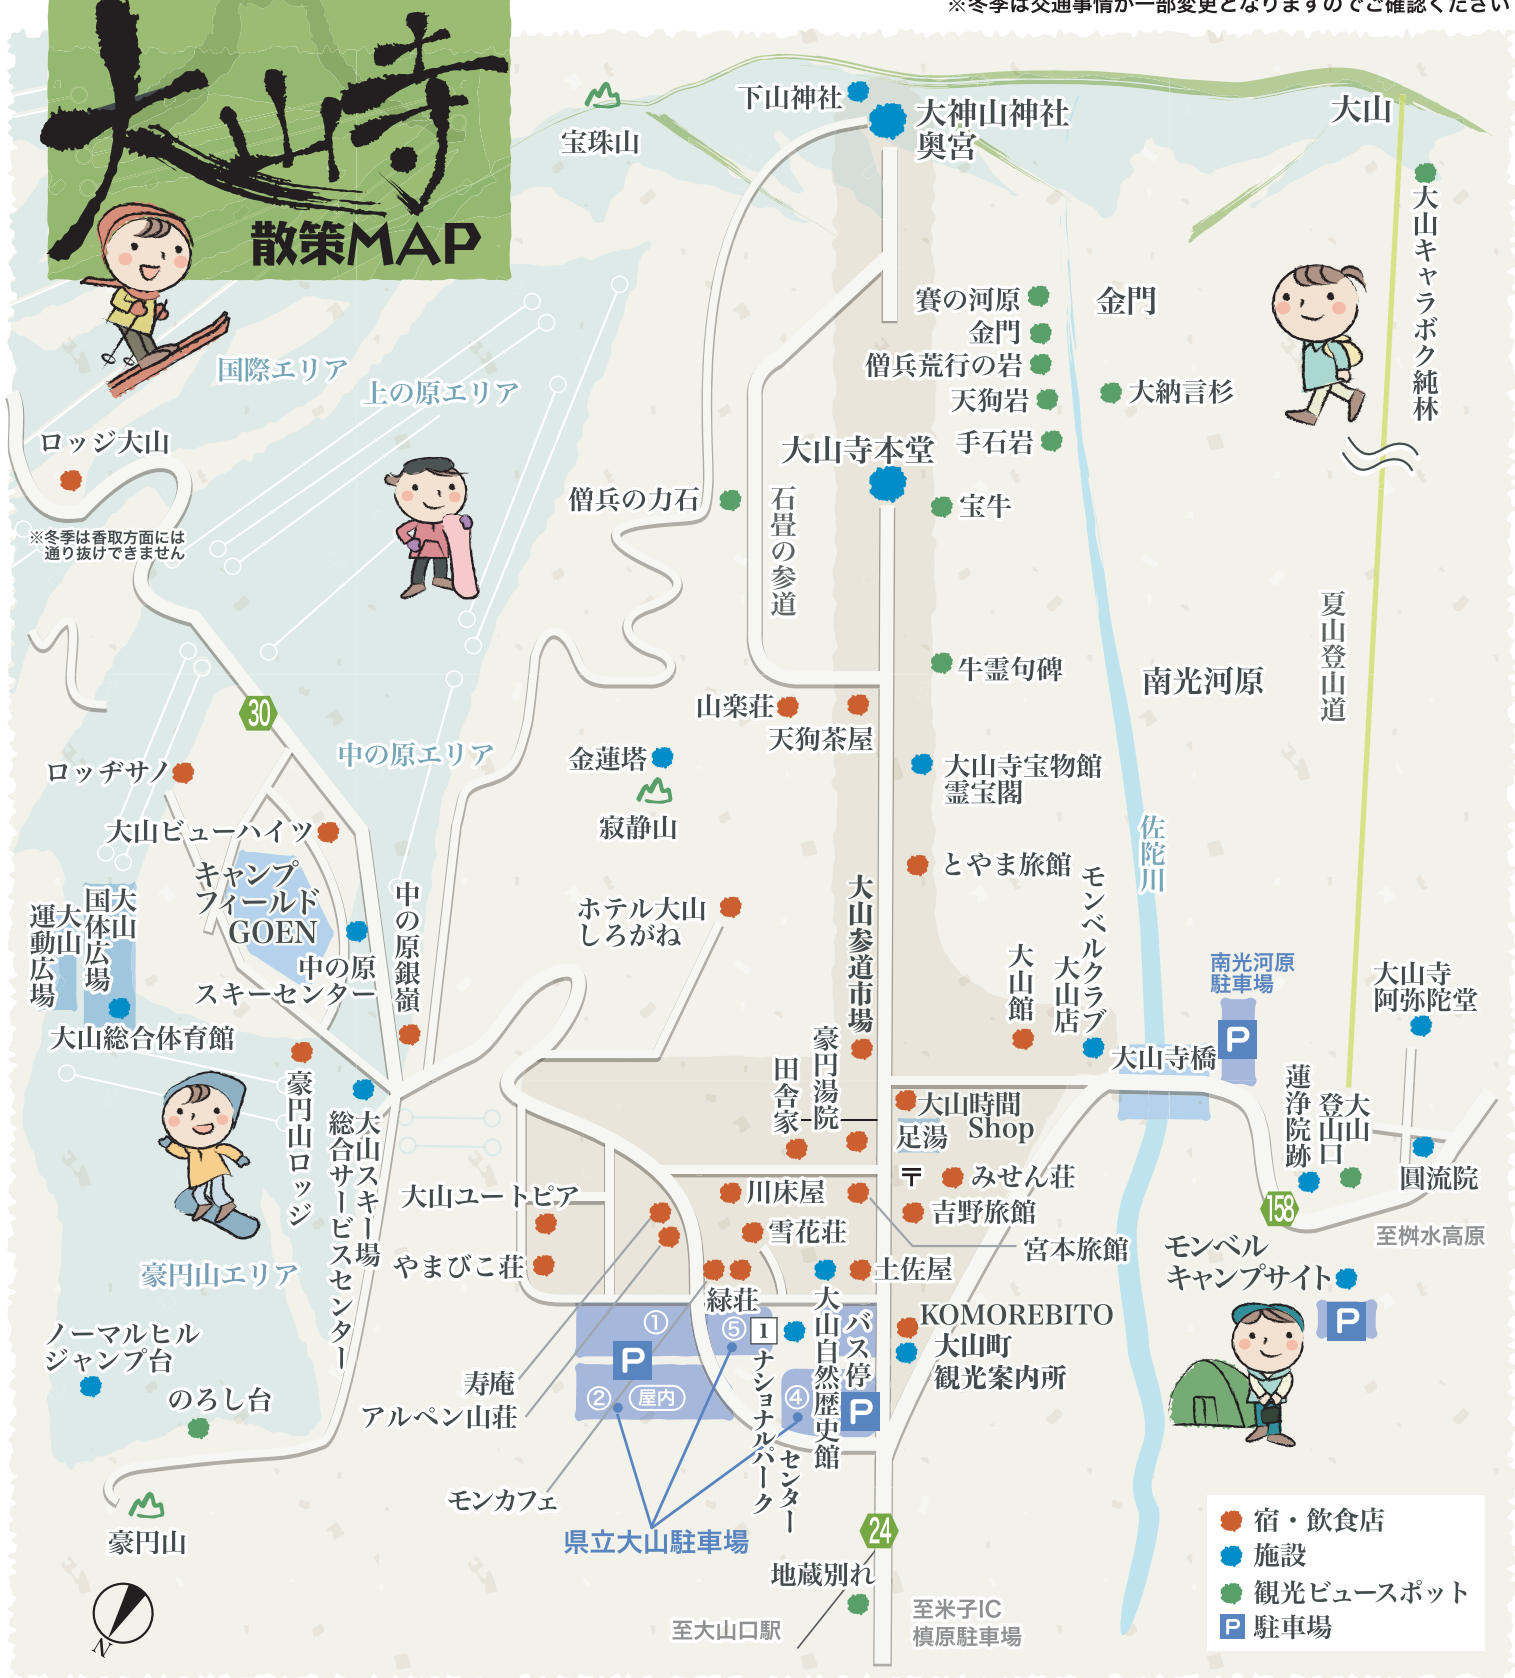 ※冬季は交通事情が一部変更となりますのでご確認ください
大山寺
散策MAP
下山神社
大神山神社
奥宮
宝珠山
大山
大山キャラボク純林
賽の河原
金門
金門
僧兵荒行の岩
天狗岩
大納言杉
手石岩
国際エリア
上の原エリア
ロッジ大山
※冬季は香取方面には
通り抜けできません
大山寺本堂
僧兵の力石
石畳の参道
宝牛
夏山登山道
牛霊句碑
南光河原
山楽荘
天狗茶屋
30
中の原エリア
金蓮塔
寂静山
大山寺宝物館
霊宝閣
ロッヂサノ
大山ビューハイツ
佐陀川
とやま旅館
キャンプ
フィールド
GOEN
中の原
スキーセンター
中の原銀嶺
ホテル大山
しろがね
大山参道市場
モンベルクラブ
大山店
大山館
大山
国体広場
大山
運動広場
大山総合体育館
南光河原
駐車場
P
大山寺
阿弥陀堂
大山寺橋
豪円湯院
田舎家
豪円山ロッジ
大山スキー場
総合サービスセンター
大山時間
Shop
足湯
蓮浄院跡
大山
登山口
圓流院
〒
みせん荘
大山ユートピア
川床屋
吉野旅館
158
至桝水高原
雪花荘
宮本旅館
やまびこ荘
土佐屋
モンベル
キャンプサイト
P
豪円山エリア
緑荘
KOMOREBITO
大山町
観光案内所
ノーマルヒル
ジャンプ台
のろし台
①
⑤
1
P
②
屋内
④
ナショナルパーク
センター
大山自然歴史館
バス停
P
寿庵
アルペン山荘
モンカフェ
県立大山駐車場
24
豪円山
地蔵別れ
至大山口駅
至米子IC
槙原駐車場
N
宿・飲食店
施設
観光ビュースポット
P
駐車場